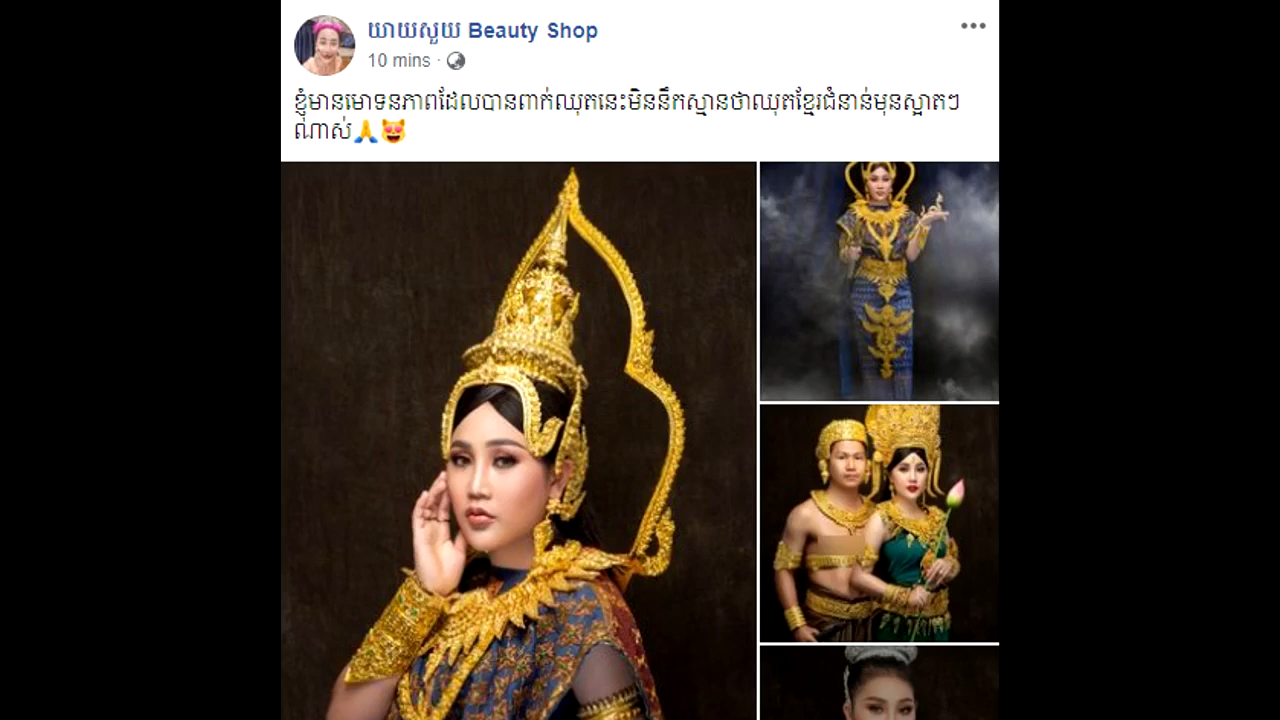 យាយសួយ Beauty Shop
10 mins ·
ខ្ញុំមានមោទនភាពដែលបានពាក់ឈុតនេះមិននឹកស្មានថាឈុតខ្មែរជំនាន់មុនស្អាតៗ
ណាស់🙏😻